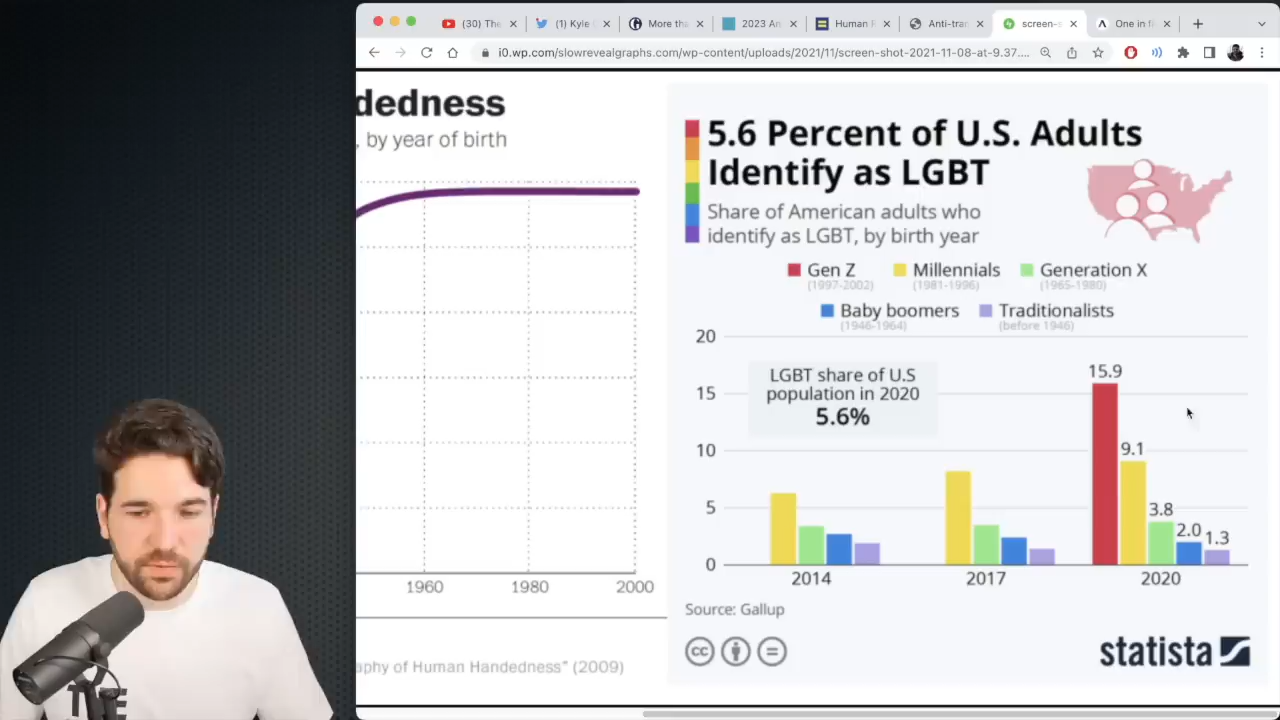 (30) The
(1) Kyle
More tha
2023 An
Human R
Anti-tra
screen-s
One in fi
i0.wp.com/slowrevealgraphs.com/wp-content/uploads/2021/11/screen-shot-2021-11-08-at-9.37....
dedness
, by year of birth
1960
1980
2000
aphy of Human Handedness" (2009)
5.6 Percent of U.S. Adults
Identify as LGBT
Share of American adults who
identify as LGBT, by birth year
Gen Z
(1997-2002)
Millennials
(1981-1996)
Generation X
(1965-1980)
Baby boomers
(1946-1964)
Traditionalists
(before 1946)
20
15
10
5
0
LGBT share of U.S
population in 2020
5.6%
15.9
9.1
3.8
2.0
1.3
2014
2017
2020
Source: Gallup
cc
statista